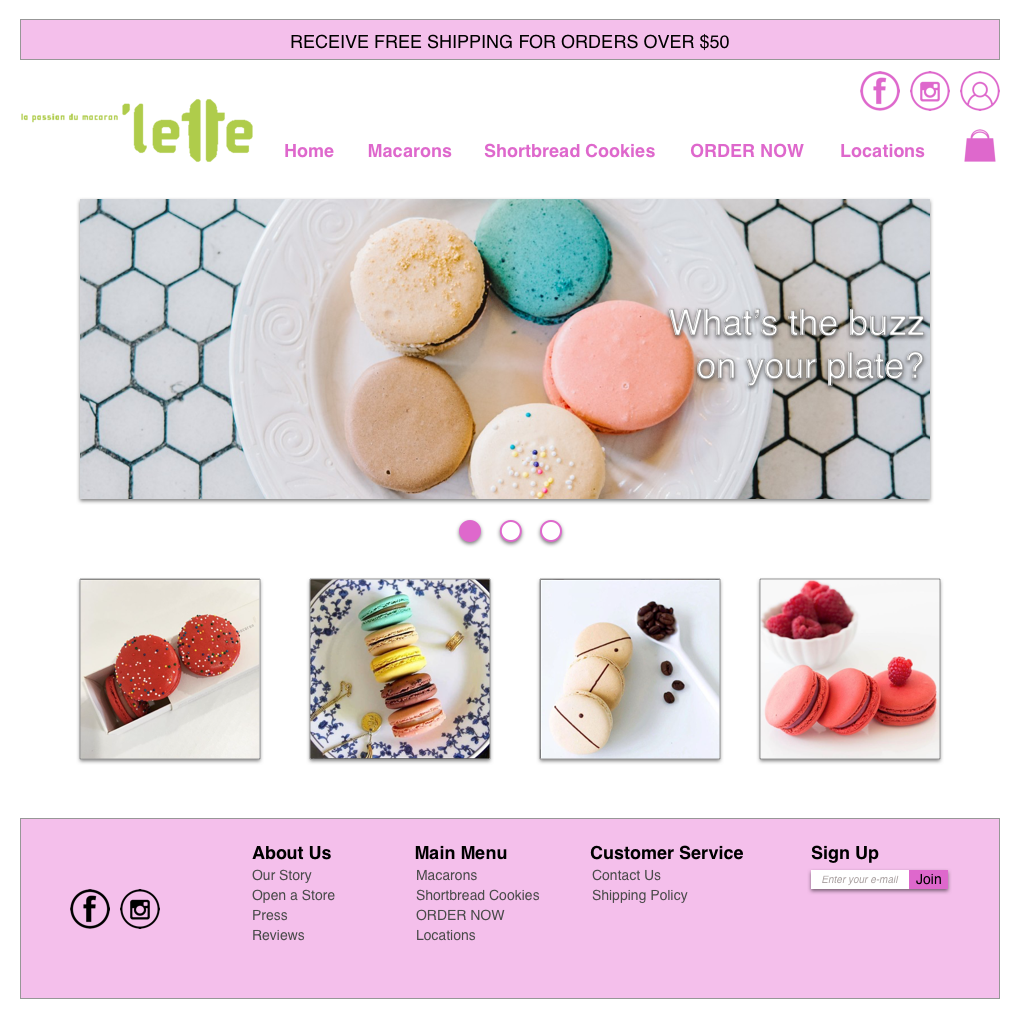 RECEIVE FREE SHIPPING FOR ORDERS OVER $50
la passion du macaron 'lette
Home Macarons Shortbread Cookies ORDER NOW Locations
What's the buzz
on your plate?
About Us Main Menu Customer Service Sign Up
Our Story Macarons Contact Us Enter your e-mail Join
Open a Store Shortbread Cookies Shipping Policy
Press ORDER NOW
Reviews Locations